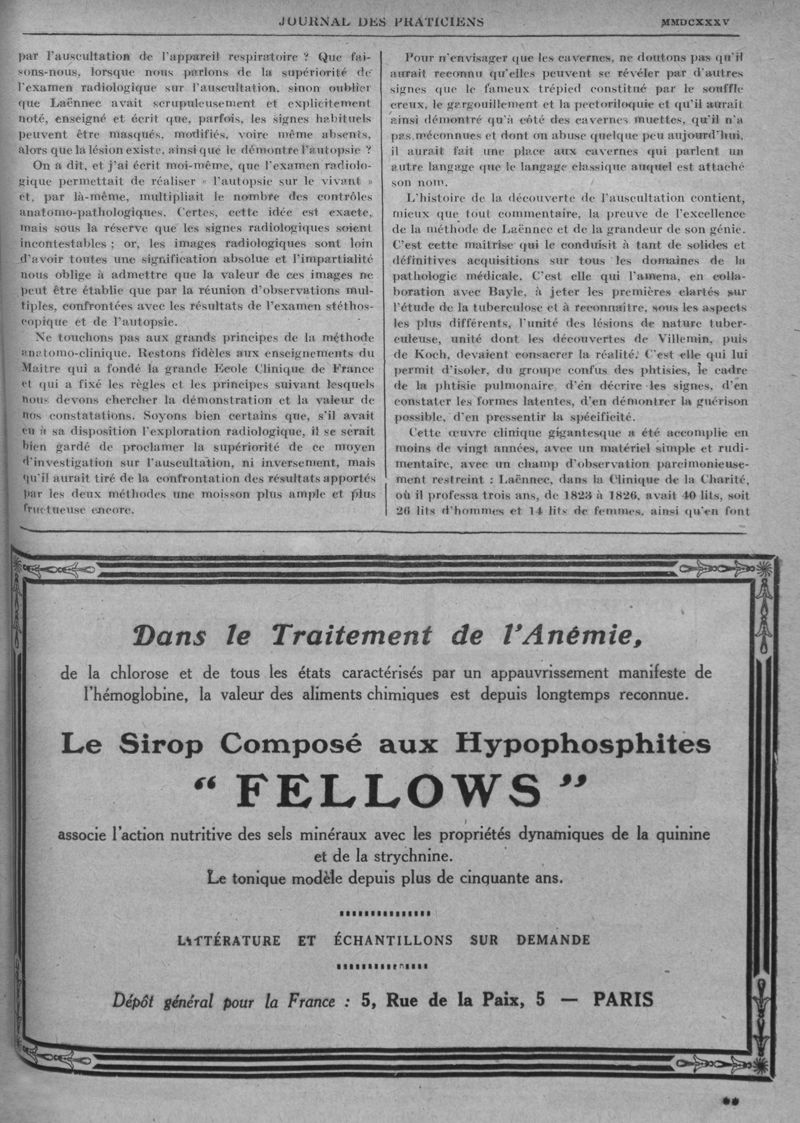 JOURNAL DES PRATICIENS
MMDCXXXV
par l'auscultation de l'appareil respiratoire ? Que fai-
sons-nous, lorsque nous parlons de la supériorité de
l'examen radiologique sur l'auscultation, sinon oublier
que Laënnec avait scrupuleusement et explicitement
noté, enseigné et écrit que, parfois, les signes habituels
peuvent être masqués, modifiés, voire même absents,
alors que la lésion existe, ainsi que le démontre l'autopsie ?
On a dit, et j'ai écrit moi-même, que l'examen radiolo-
gique permettait de réaliser « l'autopsie sur le vivant »
et, par là-même, multipliait le nombre des contrôles
anatomo-pathologiques. Certes, cette idée est exacte,
mais sous la réserve que les signes radiologiques soient
incontestables ; or, les images radiologiques sont loin
d'avoir toutes une signification absolue et l'impartialité
nous oblige à admettre que la valeur de ces images ne
peut être établie que par la réunion d'observations mul-
tiples, confrontées avec les résultats de l'examen stéthos-
copique et de l'autopsie.
Ne touchons pas aux grands principes de la méthode
anatomo-clinique. Restons fidèles aux enseignements du
Maître qui a fondé la grande Ecole Clinique de France
et qui a fixé les règles et les principes suivant lesquels
nous devons chercher la démonstration et la valeur de
nos constatations. Soyons bien certains que, s'il avait
eu à sa disposition l'exploration radiologique, il se serait
bien gardé de proclamer la supériorité de ce moyen
d'investigation sur l'auscultation, ni inversement, mais
qu'il aurait tiré de la confrontation des résultats apportés
par les deux méthodes une moisson plus ample et plus
fructueuse encore.
Pour n'envisager que les cavernes, ne doutons pas qu'il
aurait reconnu qu'elles peuvent se révéler par d'autres
signes que le fameux trépied constitué par le souffle
creux, le gargouillement et la pectoriloquie et qu'il aurait
ainsi démontré qu'à côté des cavernes muettes, qu'il n'a
pas méconnues et dont on abuse quelque peu aujourd'hui,
il aurait fait une place aux cavernes qui parlent un
autre langage que le langage classique auquel est attaché
son nom.
L'histoire de la découverte de l'auscultation contient,
mieux que tout commentaire, la preuve de l'excellence
de la méthode de Laënnec et de la grandeur de son génie.
C'est cette maîtrise qui le conduisit à tant de solides et
définitives acquisitions sur tous les domaines de la
pathologie médicale. C'est elle qui l'amena, en colla-
boration avec Bayle, à jeter les premières clartés sur
l'étude de la tuberculose et à reconnaître, sous les aspects
les plus différents, l'unité des lésions de nature tuber-
culeuse, unité dont les découvertes de Villemin, puis
de Koch, devaient consacrer la réalité. C'est elle qui lui
permit d'isoler, du groupe confus des phtisies, le cadre
de la phtisie pulmonaire, d'en décrire les signes, d'en
constater les formes latentes, d'en démontrer la guérison
possible, d'en pressentir la spécificité.
Cette œuvre clinique gigantesque a été accomplie en
moins de vingt années, avec un matériel simple et rudi-
mentaire, avec un champ d'observation parcimonieuse-
ment restreint : Laënnec, dans la Clinique de la Charité,
où il professa trois ans, de 1823 à 1826, avait 40 lits, soit
26 lits d'hommes et 14 lits de femmes, ainsi qu'en font
Dans le Traitement de l'Anémie,
de la chlorose et de tous les états caractérisés par un appauvrissement manifeste de
l'hémoglobine, la valeur des aliments chimiques est depuis longtemps reconnue.
Le Sirop Composé aux Hypophosphites
“ FELLOWS ”
associe l'action nutritive des sels minéraux avec les propriétés dynamiques de la quinine
et de la strychnine.
Le tonique modèle depuis plus de cinquante ans.
LITTÉRATURE ET ÉCHANTILLONS SUR DEMANDE
Dépôt général pour la France : 5, Rue de la Paix, 5 — PARIS